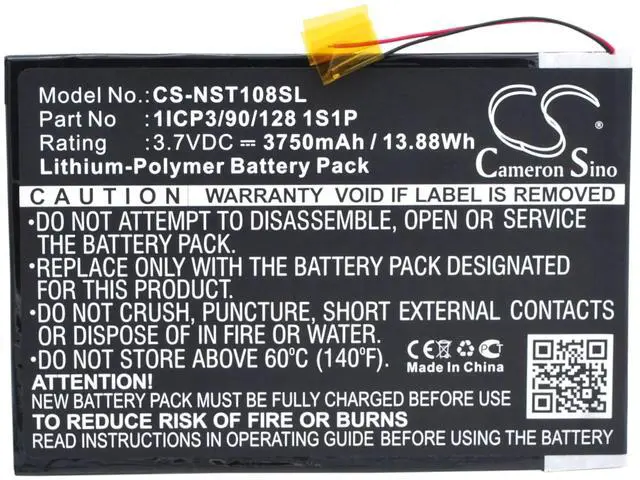 Model No.: CS-NST108SL
Part No : 1ICP3/90/128 1S1P
Rating : 3.7VDC ⎓ 3750mAh / 13.88Wh
Lithium-Polymer Battery Pack
CS
Cameron Sino
CAUTION WARRANTY VOID IF LABEL IS REMOVED
•DO NOT ATTEMPT TO DISASSEMBLE, OPEN OR SERVICE
THE BATTERY PACK.
•REPLACE ONLY WITH THE BATTERY PACK DESIGNATED
FOR THIS PRODUCT.
•DO NOT CRUSH, PUNCTURE, SHORT EXTERNAL CONTACTS
OR DISPOSE OF IN FIRE OR WATER.
•DO NOT STORE ABOVE 60°C (140°F).
CE
Made In China
ATTENTION!
NEW BATTERY PACK MUST BE FULLY CHARGED BEFORE USE
TO REDUCE RISK OF FIRE OR BURNS
READ INSTRUCTIONS IN OPERATING GUIDE BEFORE USE